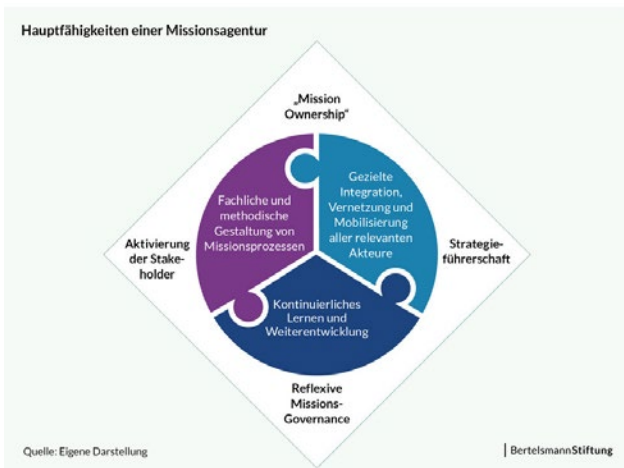 Hauptfähigkeiten einer Missionsagentur
„Mission
Ownership“
Fachliche und
methodische
Gestaltung von
Missionsprozessen
Gezielte
Integration,
Vernetzung und
Mobilisierung
aller relevanten
Akteure
Aktivierung
der Stake-
holder
Strategie-
führerschaft
Kontinuierliches
Lernen und
Weiterentwicklung
Reflexive
Missions-
Governance
Quelle: Eigene Darstellung
BertelsmannStiftung